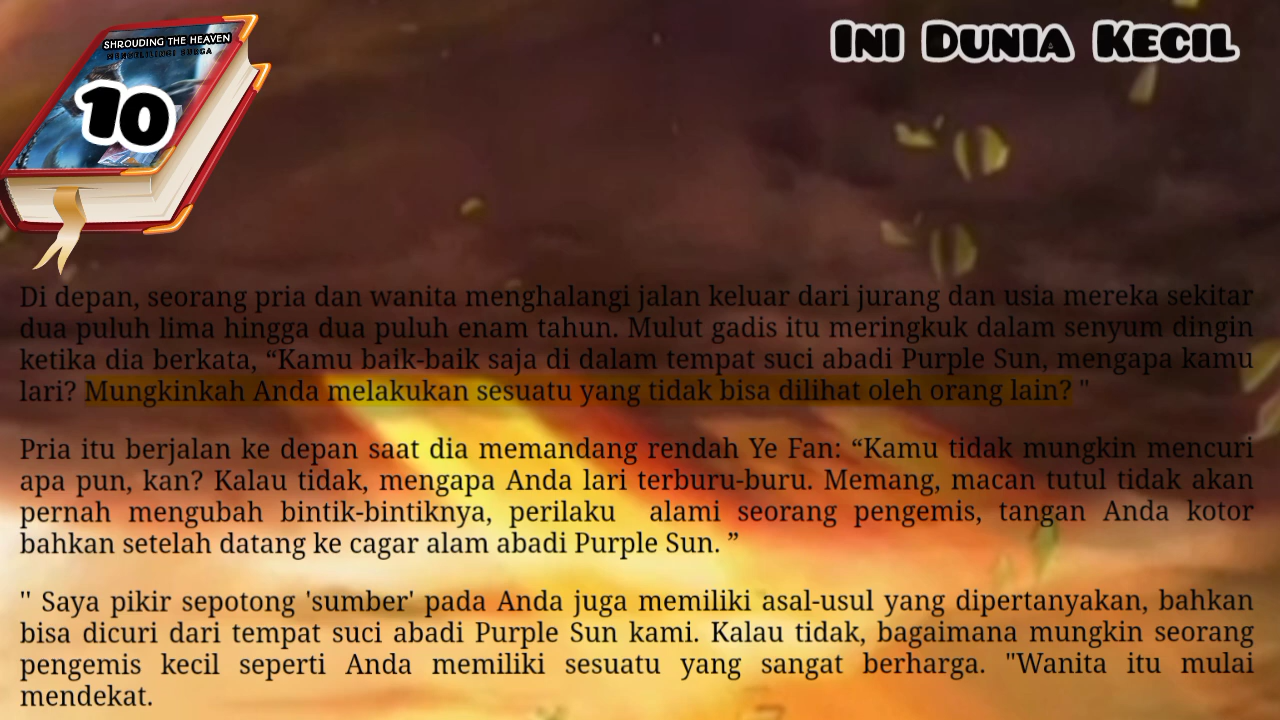 SHROUDING THE HEAVEN
10
Ini Dunia Kecil
Di depan, seorang pria dan wanita menghalangi jalan keluar dari jurang dan usia mereka sekitar
dua puluh lima hingga dua puluh enam tahun. Mulut gadis itu meringkuk dalam senyum dingin
ketika dia berkata, “Kamu baik-baik saja di dalam tempat suci abadi Purple Sun, mengapa kamu
lari? Mungkinkah Anda melakukan sesuatu yang tidak bisa dilihat oleh orang lain? "
Pria itu berjalan ke depan saat dia memandang rendah Ye Fan: “Kamu tidak mungkin mencuri
apa pun, kan? Kalau tidak, mengapa Anda lari terburu-buru. Memang, macan tutul tidak akan
pernah mengubah bintik-bintiknya, perilaku alami seorang pengemis, tangan Anda kotor
bahkan setelah datang ke cagar alam abadi Purple Sun. ”
" Saya pikir sepotong 'sumber' pada Anda juga memiliki asal-usul yang dipertanyakan, bahkan
bisa dicuri dari tempat suci abadi Purple Sun kami. Kalau tidak, bagaimana mungkin seorang
pengemis kecil seperti Anda memiliki sesuatu yang sangat berharga. "Wanita itu mulai
mendekat.